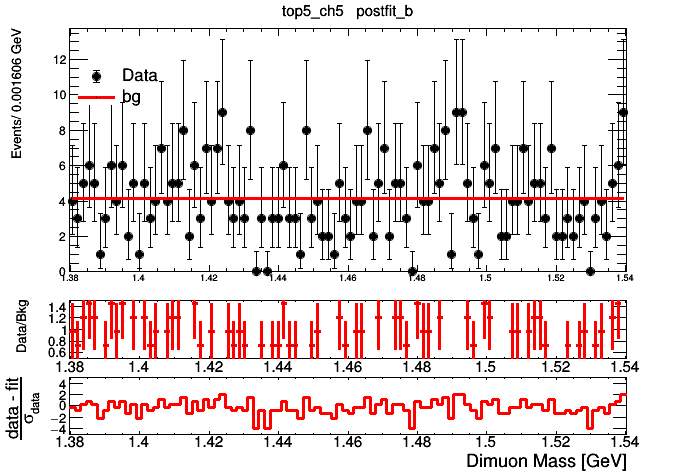 top5_ch5 postfit_b
Events/ 0.001606 GeV
12
10
8
6
4
2
0
Data
bg
1.38 1.4 1.42 1.44 1.46 1.48 1.5 1.52 1.54
Data/Bkg
1.4
1.2
1
0.8
0.6
1.38 1.4 1.42 1.44 1.46 1.48 1.5 1.52 1.54
data - fit
σdata
4
2
0
−2
−4
1.38 1.4 1.42 1.44 1.46 1.48 1.5 1.52 1.54
Dimuon Mass [GeV]